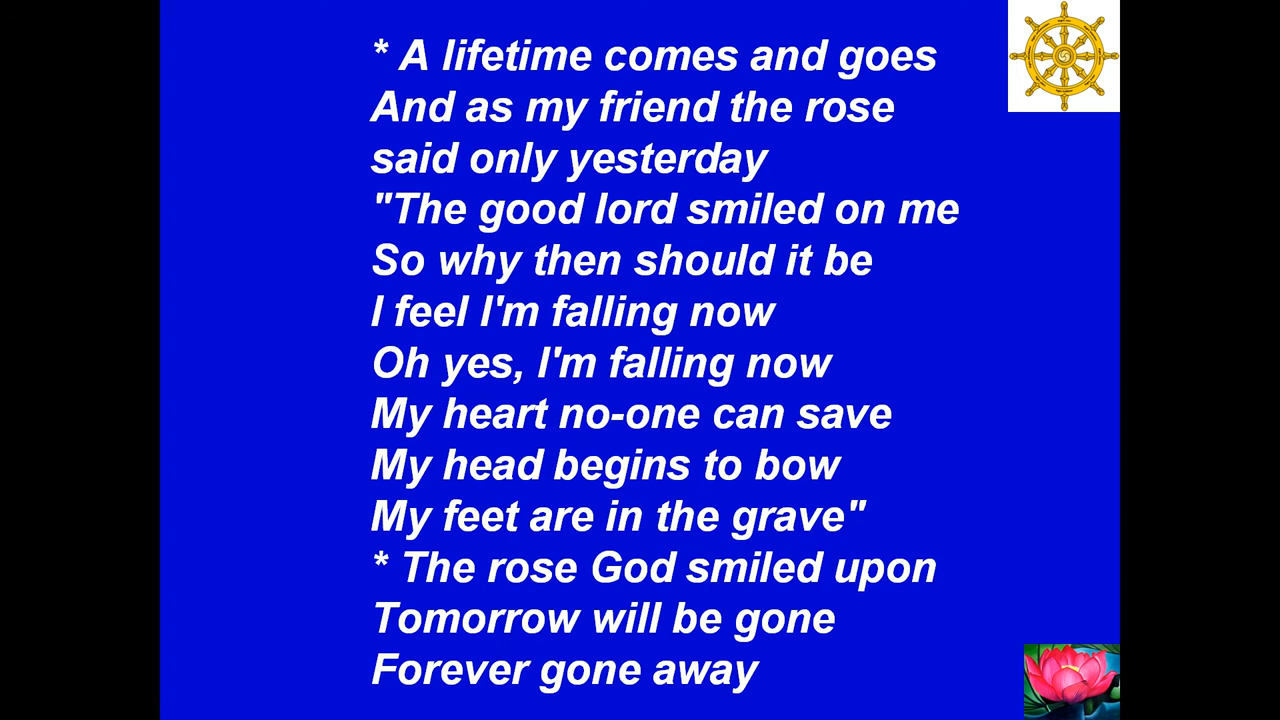 * A lifetime comes and goes
And as my friend the rose
said only yesterday
"The good lord smiled on me
So why then should it be
I feel I'm falling now
Oh yes, I'm falling now
My heart no-one can save
My head begins to bow
My feet are in the grave"
* The rose God smiled upon
Tomorrow will be gone
Forever gone away